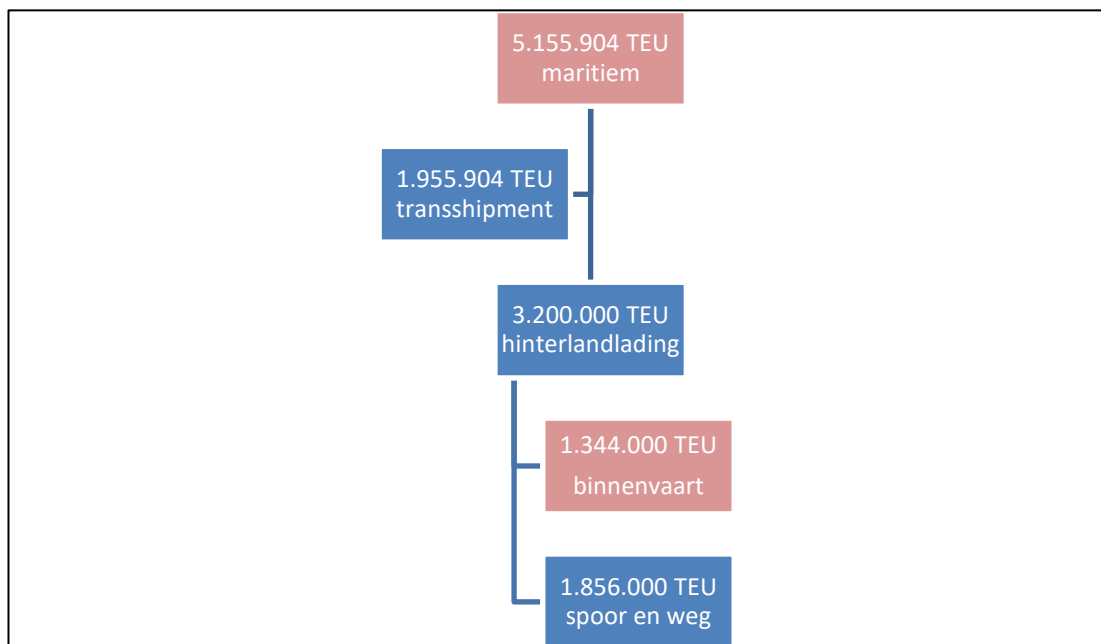 5.155.904 TEU
maritiem
1.955.904 TEU
transshipment
3.200.000 TEU
hinterlandlading
1.344.000 TEU
binnenvaart
1.856.000 TEU
spoor en weg